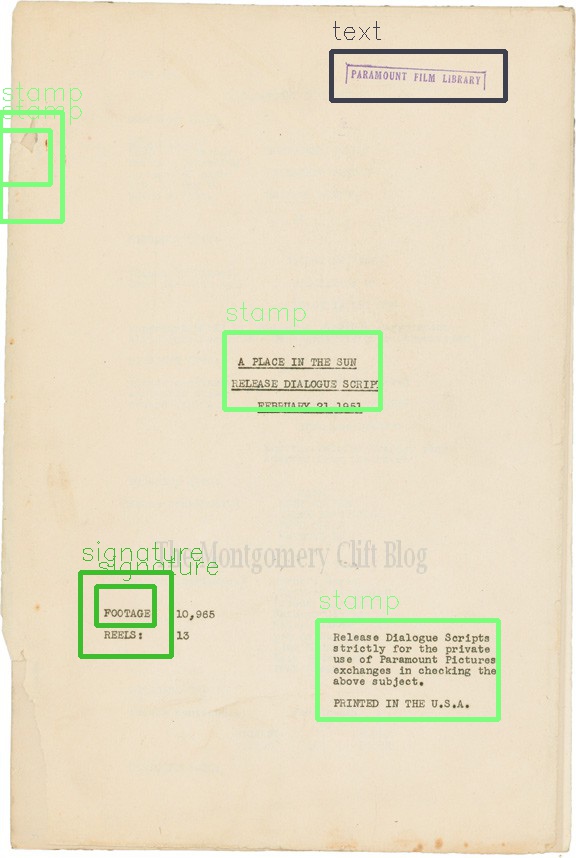 text
PARAMOUNT FILM LIBRARY
stamp
stamp
stamp
A PLACE IN THE SUN
RELEASE DIALOGUE SCRIPT
FEBRUARY 21 1951
The Montgomery Clift Blog
signature
signature
FOOTAGE 10,965
REELS: 13
stamp
Release Dialogue Scripts
strictly for the private
use of Paramount Pictures
exchanges in checking the
above subject.
PRINTED IN THE U.S.A.